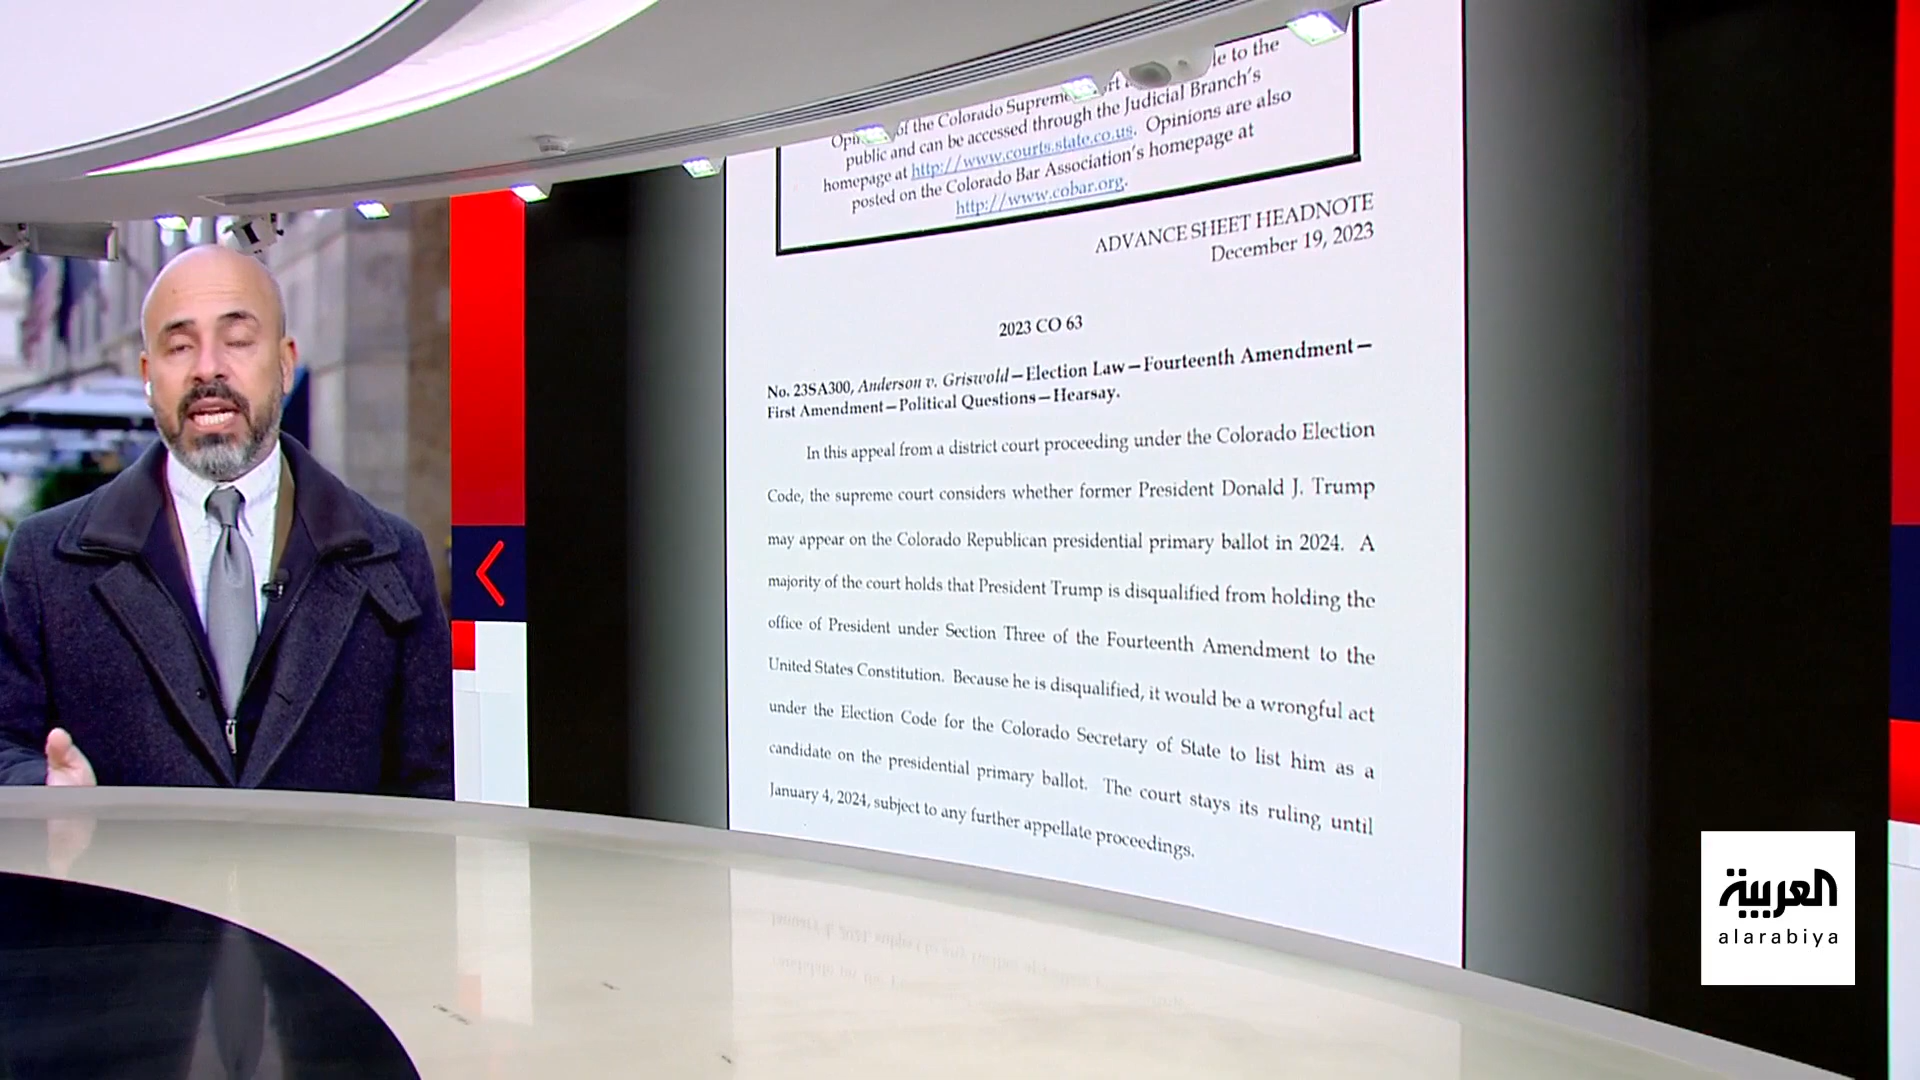 le to the
of the Colorado Supreme
public and can be accessed through the Judicial Branch's
homepage at http://www.courts.state.co.us. Opinions are also
posted on the Colorado Bar Association's homepage at
http://www.cobar.org.
ADVANCE SHEET HEADNOTE
December 19, 2023
2023 CO 63
No. 23SA300, Anderson v. Griswold—Election Law—Fourteenth Amendment—
First Amendment—Political Questions—Hearsay.
In this appeal from a district court proceeding under the Colorado Election
Code, the supreme court considers whether former President Donald J. Trump
may appear on the Colorado Republican presidential primary ballot in 2024. A
majority of the court holds that President Trump is disqualified from holding the
office of President under Section Three of the Fourteenth Amendment to the
United States Constitution. Because he is disqualified, it would be a wrongful act
under the Election Code for the Colorado Secretary of State to list him as a
candidate on the presidential primary ballot. The court stays its ruling until
January 4, 2024, subject to any further appellate proceedings.
العربية
alarabiya